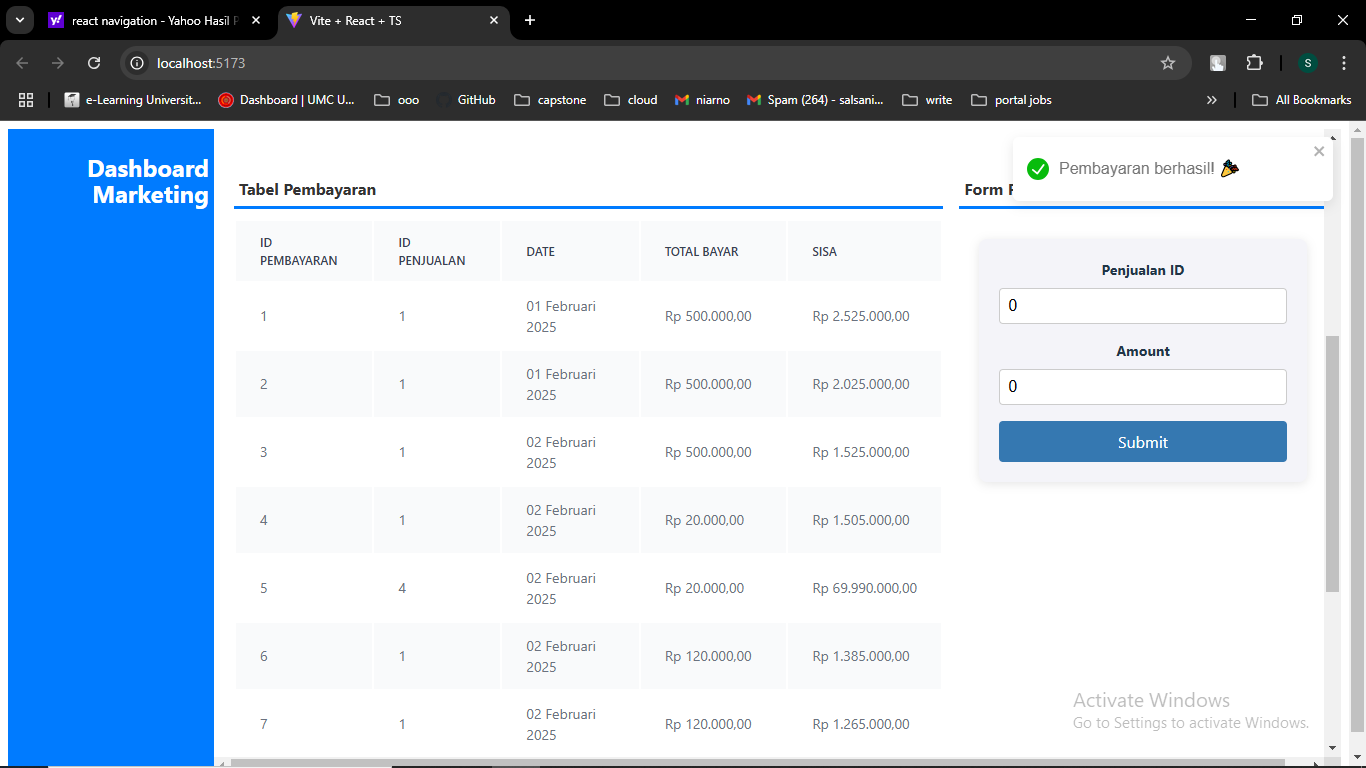 react navigation - Yahoo Hasil P
Vite + React + TS
localhost:5173
S
e-Learning Universit...
Dashboard | UMC U...
ooo
GitHub
capstone
cloud
niarno
Spam (264) - salsani...
write
portal jobs
»
All Bookmarks
Dashboard
Marketing
Pembayaran berhasil! 🎉
Tabel Pembayaran
Form
ID PEMBAYARAN ID PENJUALAN DATE TOTAL BAYAR SISA
1 1 01 Februari 2025 Rp 500.000,00 Rp 2.525.000,00
2 1 01 Februari 2025 Rp 500.000,00 Rp 2.025.000,00
3 1 02 Februari 2025 Rp 500.000,00 Rp 1.525.000,00
4 1 02 Februari 2025 Rp 20.000,00 Rp 1.505.000,00
5 4 02 Februari 2025 Rp 20.000,00 Rp 69.990.000,00
6 1 02 Februari 2025 Rp 120.000,00 Rp 1.385.000,00
7 1 02 Februari 2025 Rp 120.000,00 Rp 1.265.000,00
Penjualan ID
0
Amount
0
Submit
Activate Windows
Go to Settings to activate Windows.